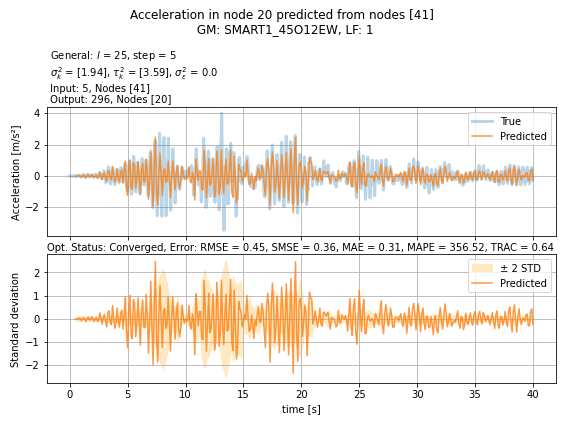 Acceleration in node 20 predicted from nodes [41]
GM: SMART1_45O12EW, LF: 1
General: l = 25, step = 5
σ²ₖ = [1.94], τ²ₖ = [3.59], σ²ε = 0.0
Input: 5, Nodes [41]
Output: 296, Nodes [20]
Acceleration [m/s²]
4
2
0
−2
True
Predicted
Opt. Status: Converged, Error: RMSE = 0.45, SMSE = 0.36, MAE = 0.31, MAPE = 356.52, TRAC = 0.64
Standard deviation
2
1
0
−1
−2
± 2 STD
Predicted
0 5 10 15 20 25 30 35 40
time [s]